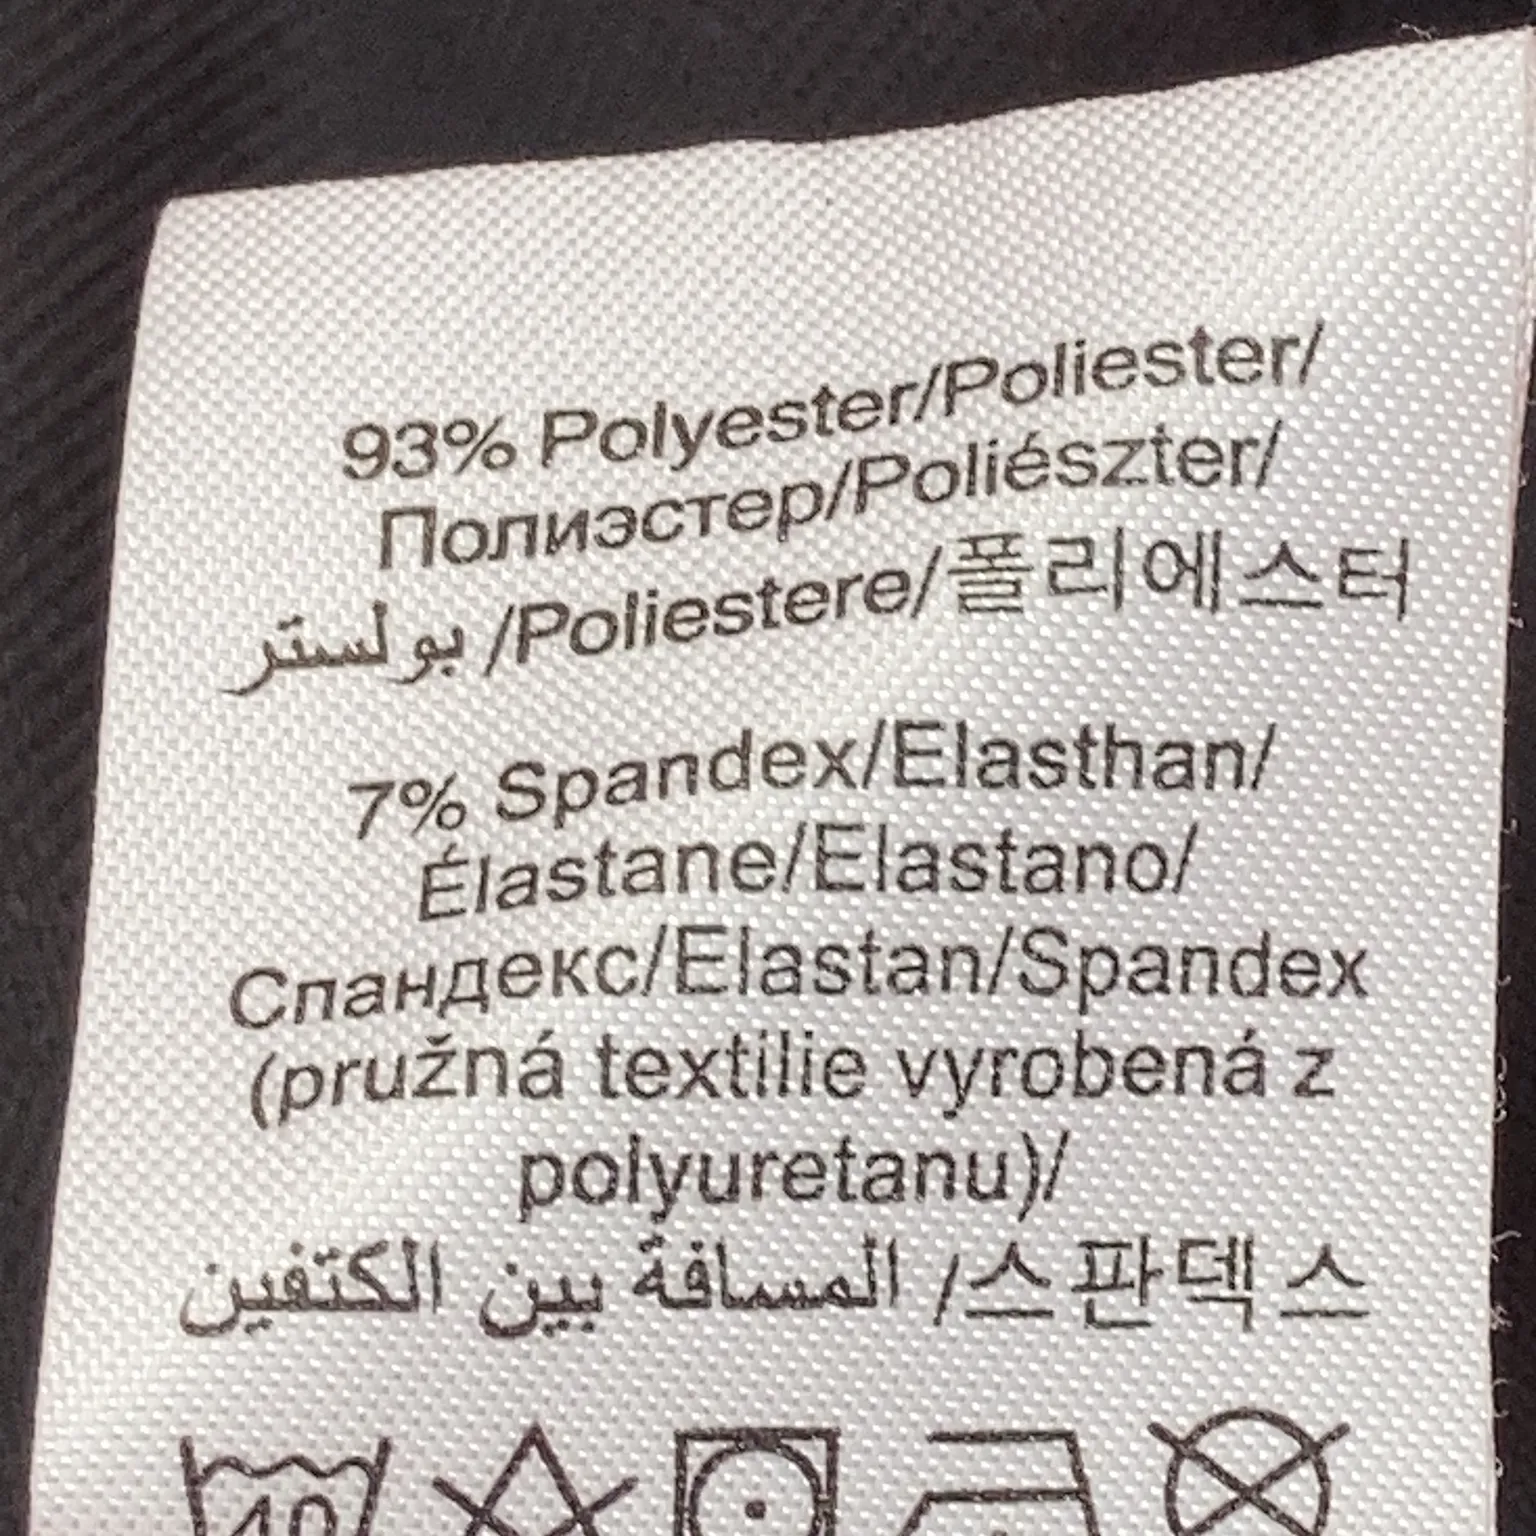 93% Polyester/Poliester/
Полиэстер/Poliészter/
بولستر /Poliestere/폴리에스터
7% Spandex/Elasthan/
Élastane/Elastano/
Спандекс/Elastan/Spandex
(pružná textilie vyrobená z
polyuretanu)/
المسافة بين الكتفين /스판덱스
40